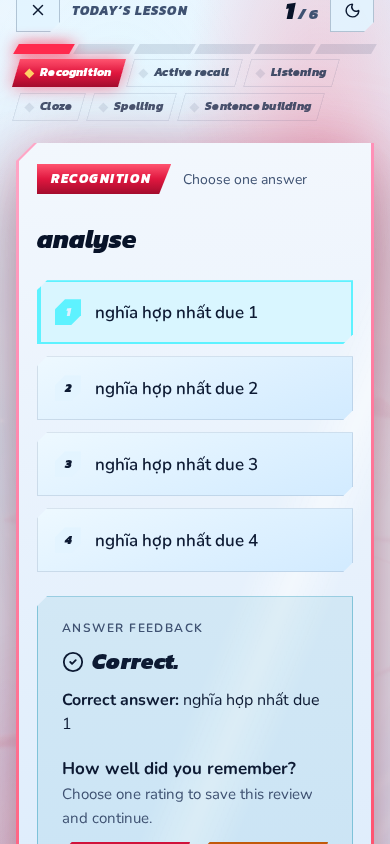 TODAY'S LESSON 1 / 6
Recognition Active recall Listening
Cloze Spelling Sentence building
RECOGNITION Choose one answer
analyse
1 nghĩa hợp nhất due 1
2 nghĩa hợp nhất due 2
3 nghĩa hợp nhất due 3
4 nghĩa hợp nhất due 4
ANSWER FEEDBACK
Correct.
Correct answer: nghĩa hợp nhất due
1
How well did you remember?
Choose one rating to save this review
and continue.